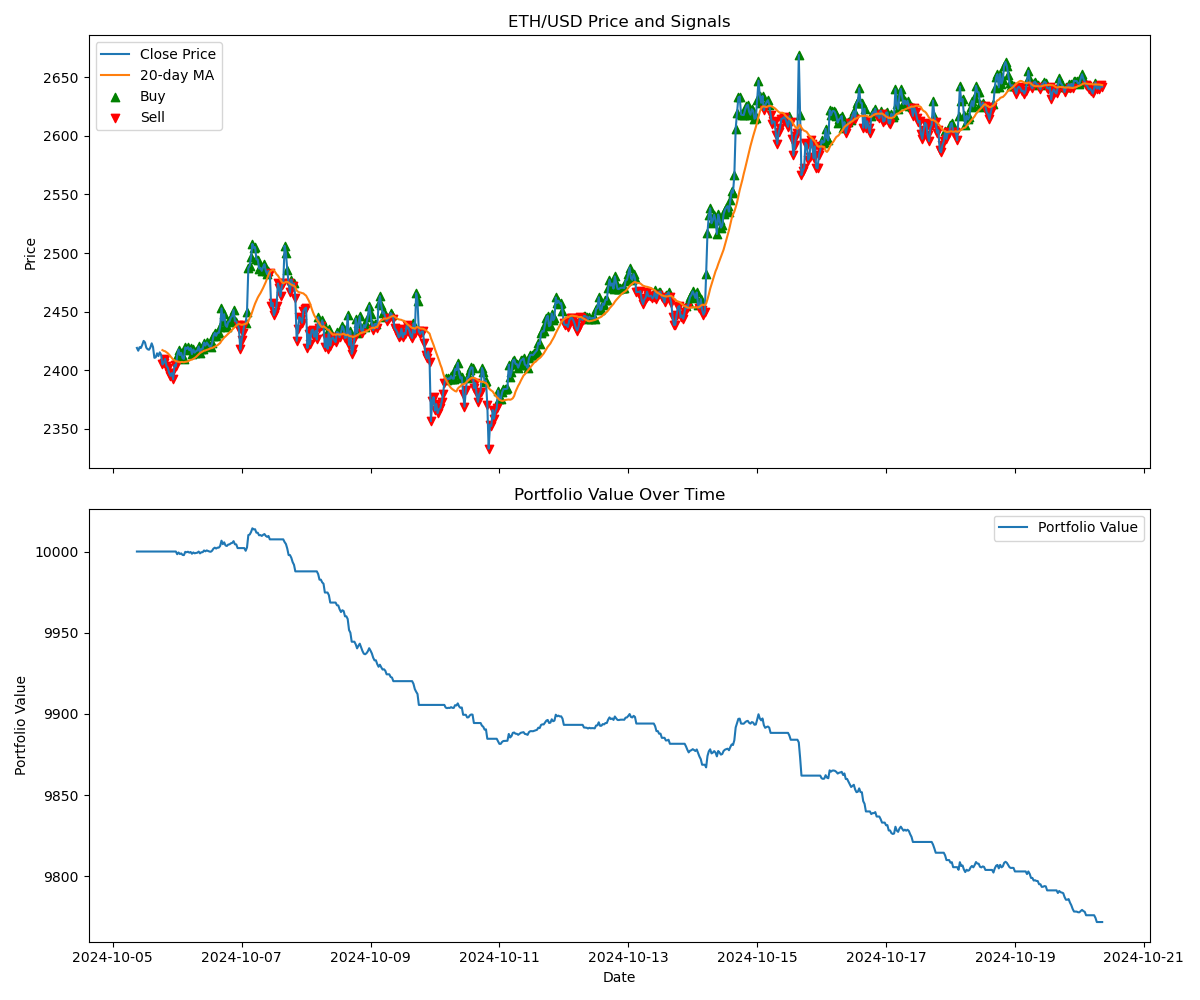 ETH/USD Price and Signals
Close Price
20-day MA
Buy
Sell
2650
2600
2550
2500
2450
2400
2350
Price
Portfolio Value Over Time
Portfolio Value
10000
9950
9900
9850
9800
Portfolio Value
2024-10-05 2024-10-07 2024-10-09 2024-10-11 2024-10-13 2024-10-15 2024-10-17 2024-10-19 2024-10-21
Date